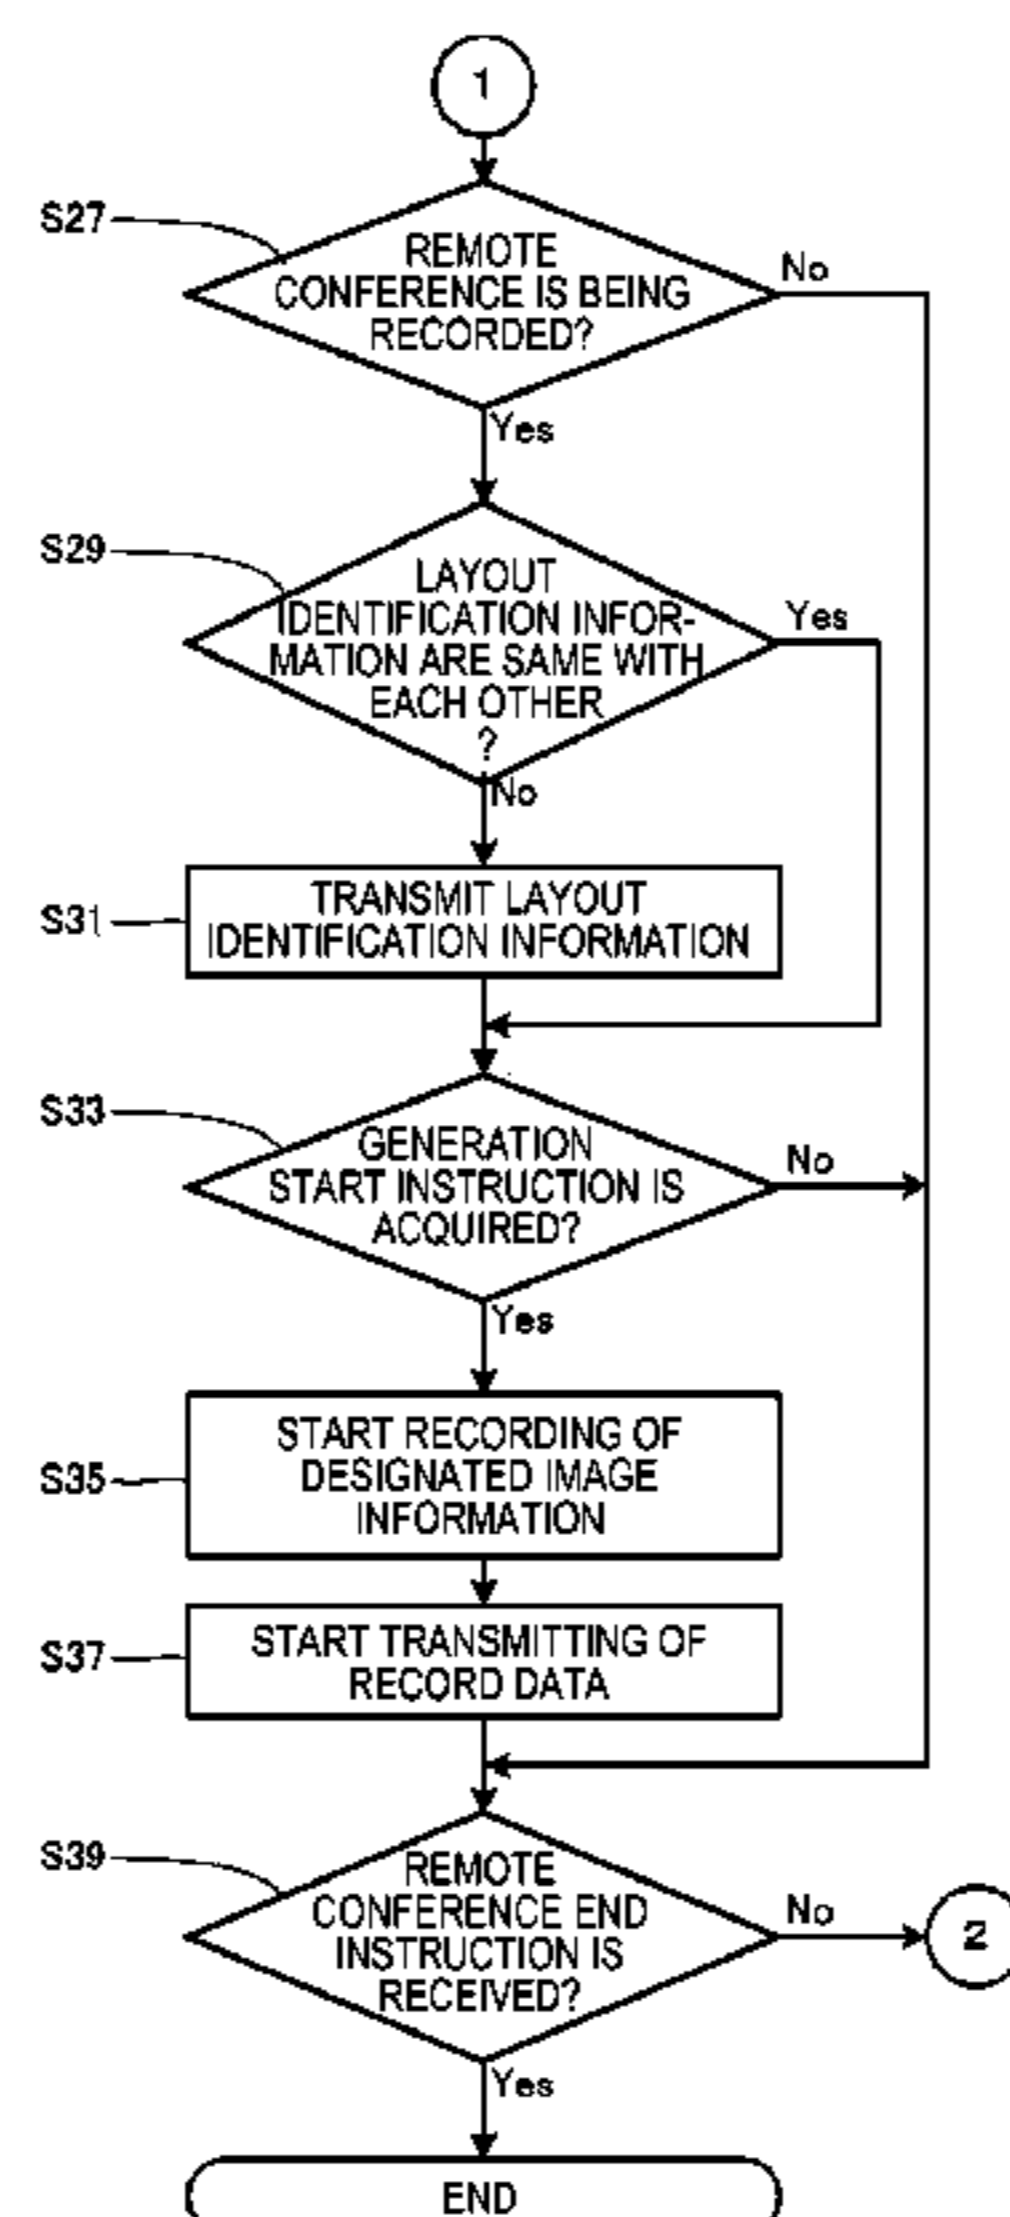 1
S27
REMOTE
CONFERENCE IS BEING
RECORDED?
No
Yes
S29
LAYOUT
IDENTIFICATION INFOR-
MATION ARE SAME WITH
EACH OTHER
?
Yes
No
S31
TRANSMIT LAYOUT
IDENTIFICATION INFORMATION
S33
GENERATION
START INSTRUCTION IS
ACQUIRED?
No
Yes
S35
START RECORDING OF
DESIGNATED IMAGE
INFORMATION
S37
START TRANSMITTING OF
RECORD DATA
S39
REMOTE
CONFERENCE END
INSTRUCTION IS
RECEIVED?
No
2
Yes
END